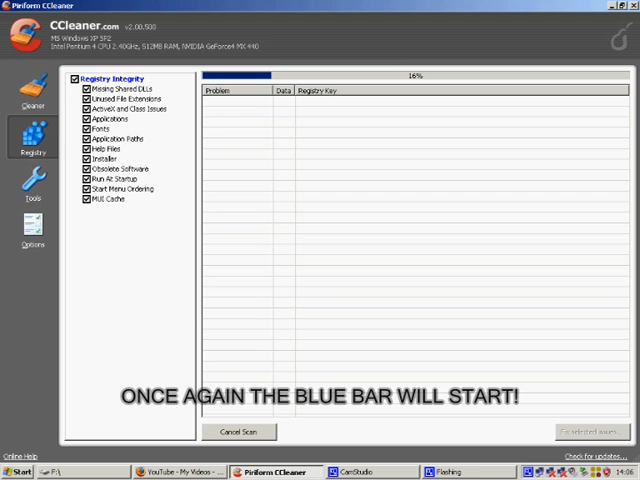 Piriform CCleaner
CCleaner.com v2.00.500
MS Windows XP SP2
Intel Pentium 4 CPU 2.40GHz, 512MB RAM, NVIDIA GeForce4 MX 440
Cleaner
Registry
Tools
Options
Registry Integrity
Missing Shared DLLs
Unused File Extensions
ActiveX and Class Issues
Applications
Fonts
Application Paths
Help Files
Installer
Obsolete Software
Run At Startup
Start Menu Ordering
MUI Cache
16%
Problem Data Registry Key
ONCE AGAIN THE BLUE BAR WILL START!
Cancel Scan
Fix selected issues...
Online Help
Check for updates...
Start
F:\
YouTube - My Videos - ...
Piriform CCleaner
CamStudio
Flashing
14:06